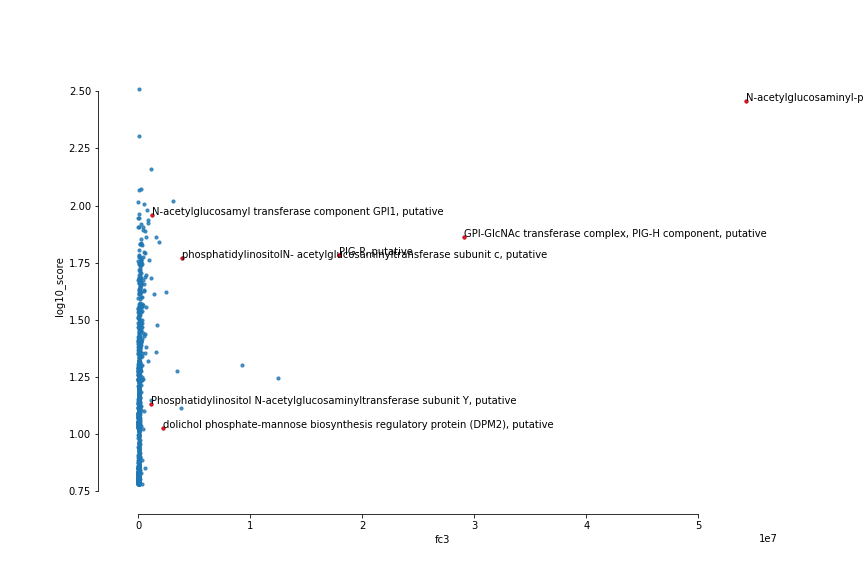 2.50
N-acetylglucosaminyl-p
2.25
2.00
N-acetylglucosamyl transferase component GPI1, putative
GPI-GlcNAc transferase complex, PIG-H component, putative
PIG-P, putative
phosphatidylinositolN- acetylglucosaminyltransferase subunit c, putative
1.75
log10_score
1.50
1.25
Phosphatidylinositol N-acetylglucosaminyltransferase subunit Y, putative
dolichol phosphate-mannose biosynthesis regulatory protein (DPM2), putative
1.00
0.75
0 1 2 3 4 5
fc3
1e7